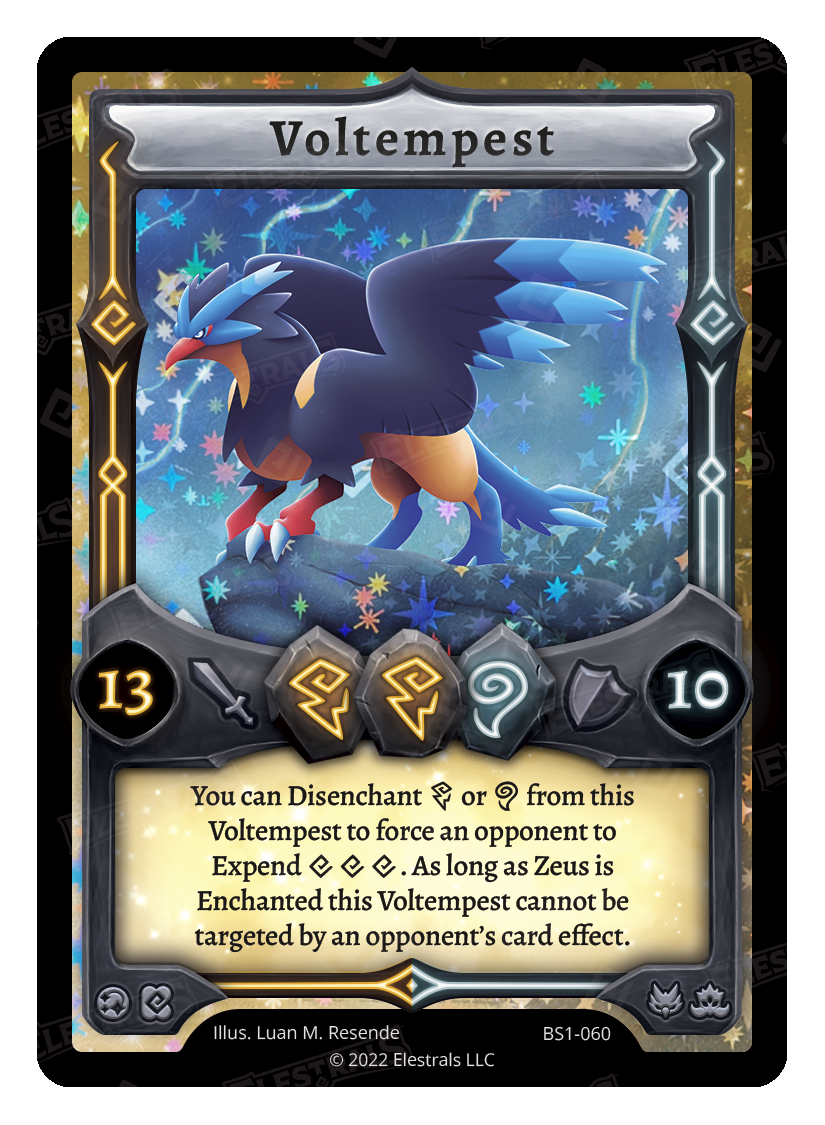 Voltempest
13
10
You can Disenchant or from this
Voltempest to force an opponent to
Expend . As long as Zeus is
Enchanted this Voltempest cannot be
targeted by an opponent's card effect.
Illus. Luan M. Resende
BS1-060
© 2022 Elestrals LLC